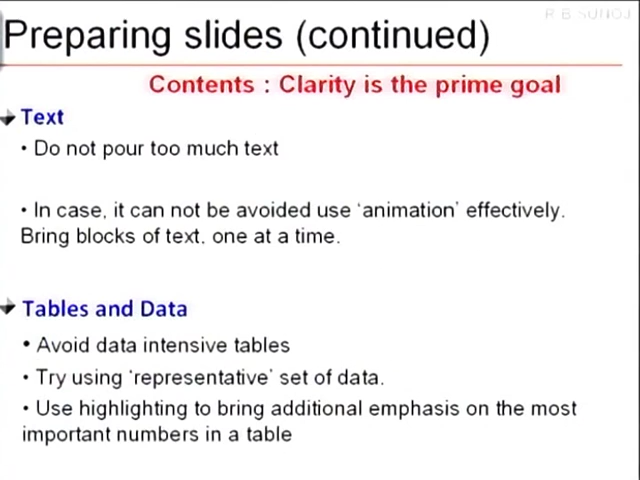 R B SUNOJ
Preparing slides (continued)
Contents : Clarity is the prime goal
Text
• Do not pour too much text
• In case, it can not be avoided use ‘animation’ effectively.
Bring blocks of text. one at a time.
Tables and Data
• Avoid data intensive tables
• Try using ‘representative’ set of data.
• Use highlighting to bring additional emphasis on the most
important numbers in a table